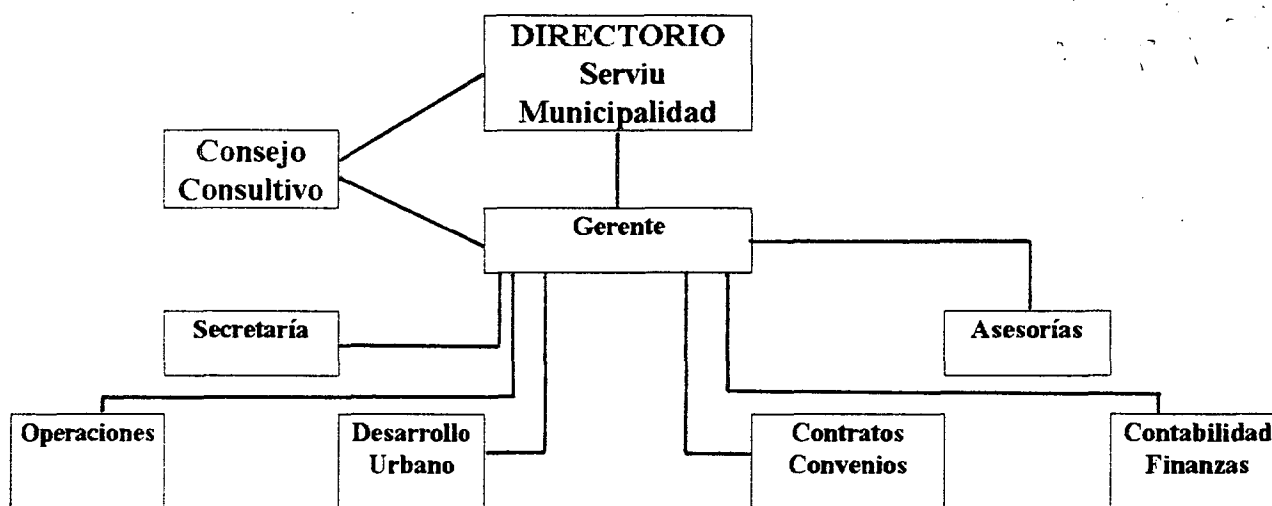 DIRECTORIO
Serviu
Municipalidad
Consejo
Consultivo
Gerente
Secretaría
Asesorías
Operaciones
Desarrollo
Urbano
Contratos
Convenios
Contabilidad
Finanzas